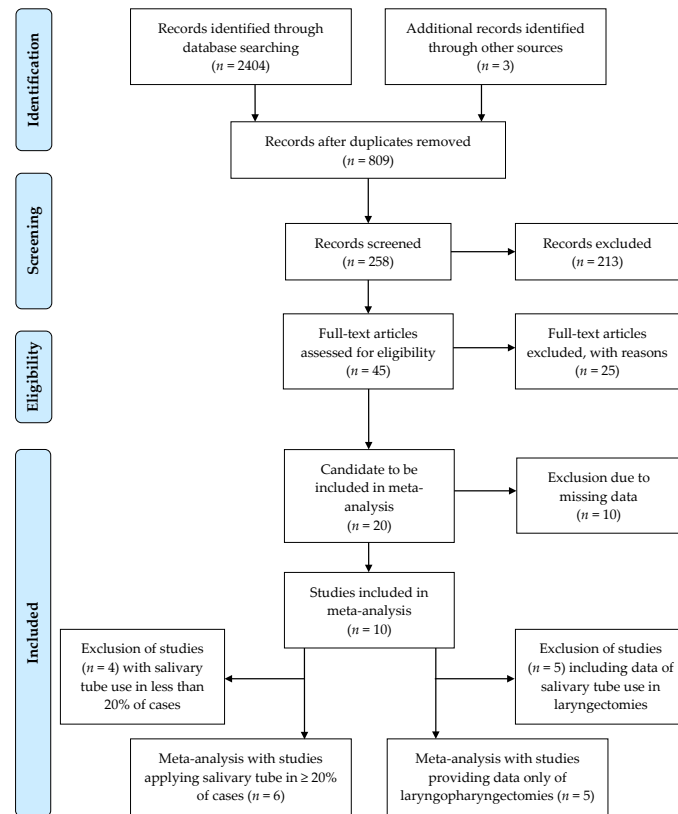 Identification
Records identified through
database searching
(n = 2404)
Additional records identified
through other sources
(n = 3)
Records after duplicates removed
(n = 809)
Screening
Records screened
(n = 258)
Records excluded
(n = 213)
Eligibility
Full-text articles
assessed for eligibility
(n = 45)
Full-text articles
excluded, with reasons
(n = 25)
Included
Candidate to be
included in meta-
analysis
(n = 20)
Exclusion due to
missing data
(n = 10)
Studies included in
meta-analysis
(n = 10)
Exclusion of studies
(n = 4) with salivary
tube use in less than
20% of cases
Exclusion of studies
(n = 5) including data of
salivary tube use in
laryngectomies
Meta-analysis with studies
applying salivary tube in ≥ 20%
of cases (n = 6)
Meta-analysis with studies
providing data only of
laryngopharyngectomies (n = 5)